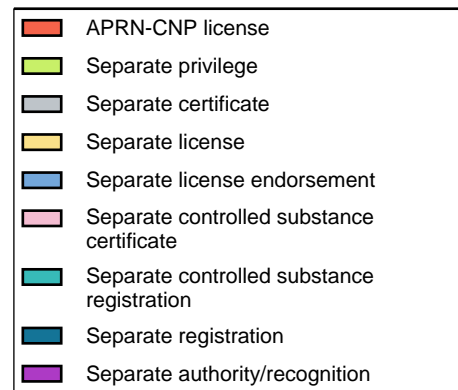 APRN-CNP license
Separate privilege
Separate certificate
Separate license
Separate license endorsement
Separate controlled substance
certificate
Separate controlled substance
registration
Separate registration
Separate authority/recognition